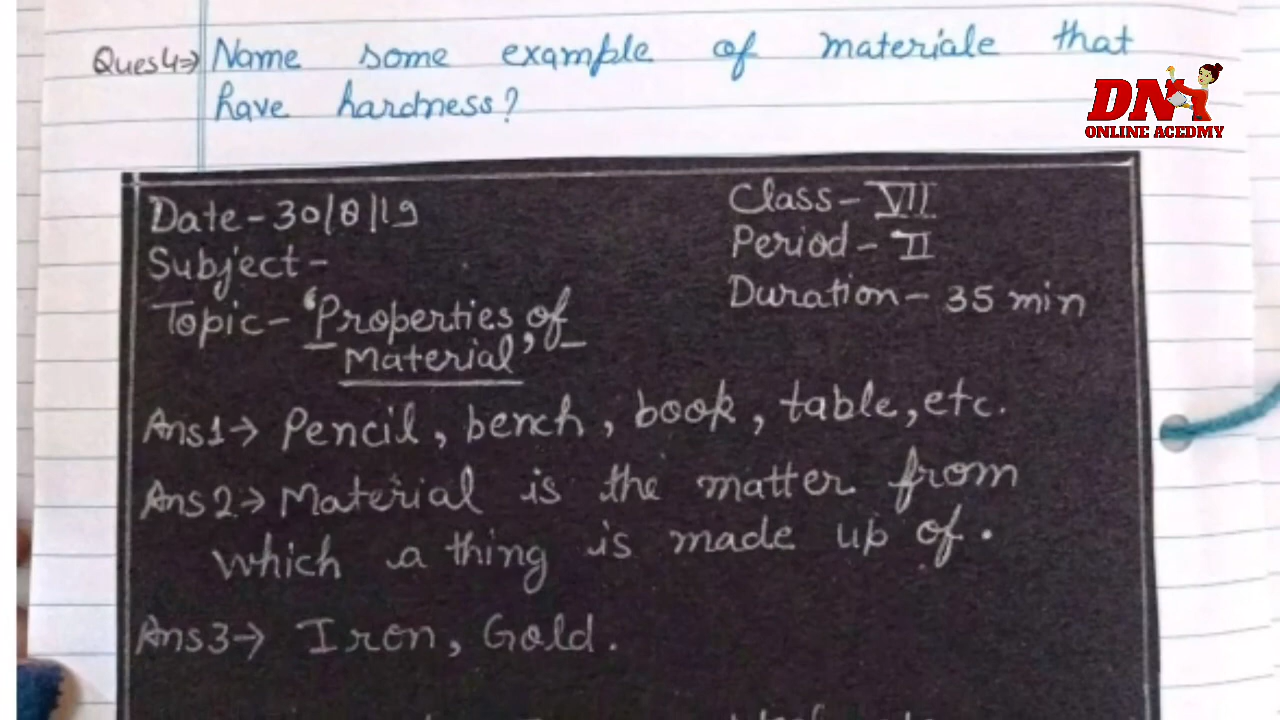 Ques4⇒ Name some example of materiale that
have hardness?
DN
ONLINE ACEDMY
Date-30/8/19
Class- VII
Subject-
Period- II
Topic- 'Properties of
Material'
Duration- 35 min
Ans1→ Pencil, bench, book, table, etc.
Ans2→ Material is the matter from
which a thing is made up of.
Ans3→ Iron, Gold.